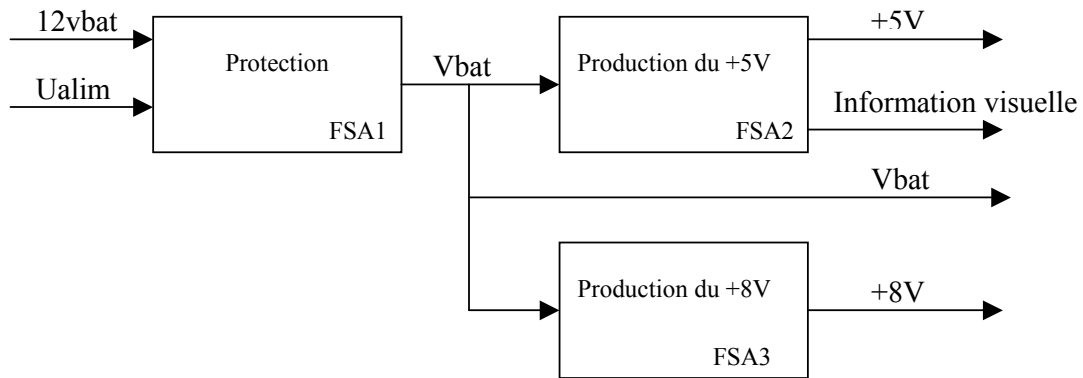 12vbat
Ualim
Protection
FSA1
Vbat
Production du +5V
FSA2
+5V
Information visuelle
Vbat
Production du +8V
FSA3
+8V